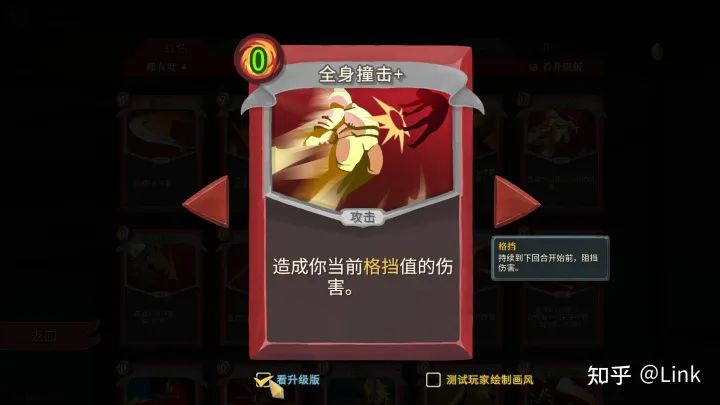 0
全身撞击+
攻击
造成你当前格挡值的伤
害。
格挡
持续到下回合开始前，阻挡
伤害。
返回
看升级版
测试玩家绘制画风
知乎 @Link